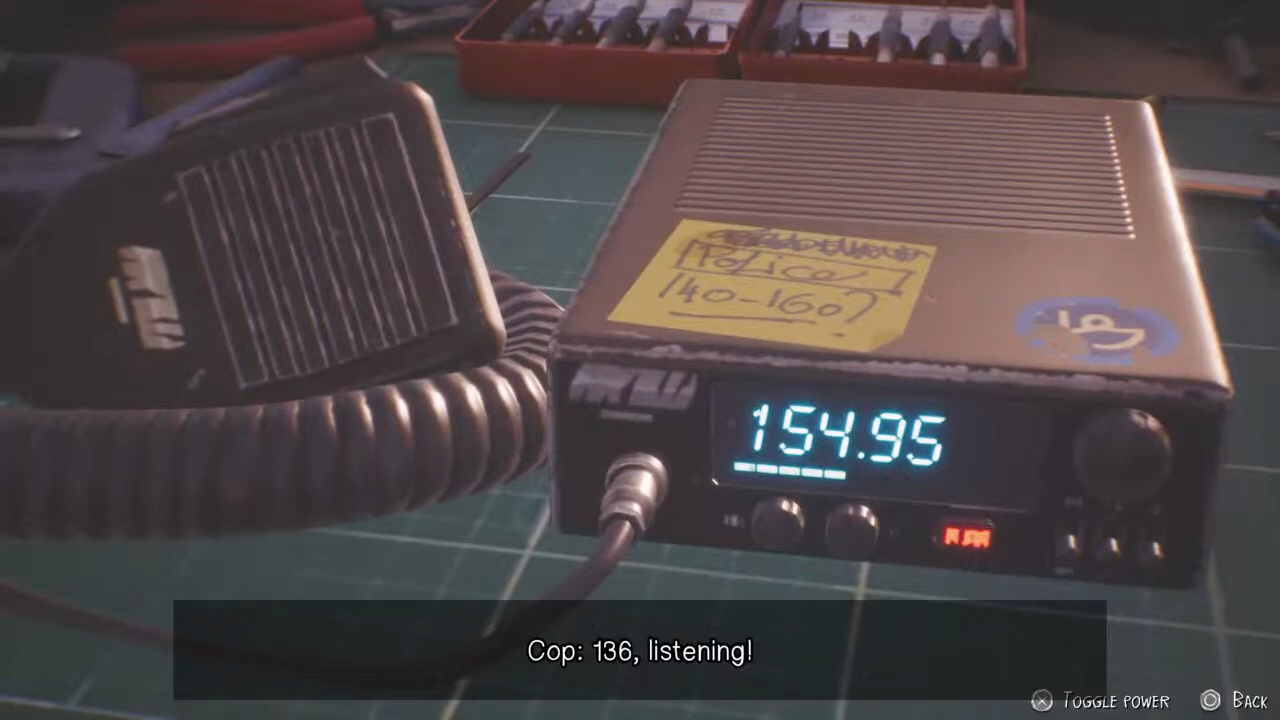 [Police]
140-160?
154.95
Cop: 136, listening!
TOGGLE POWER
BACK